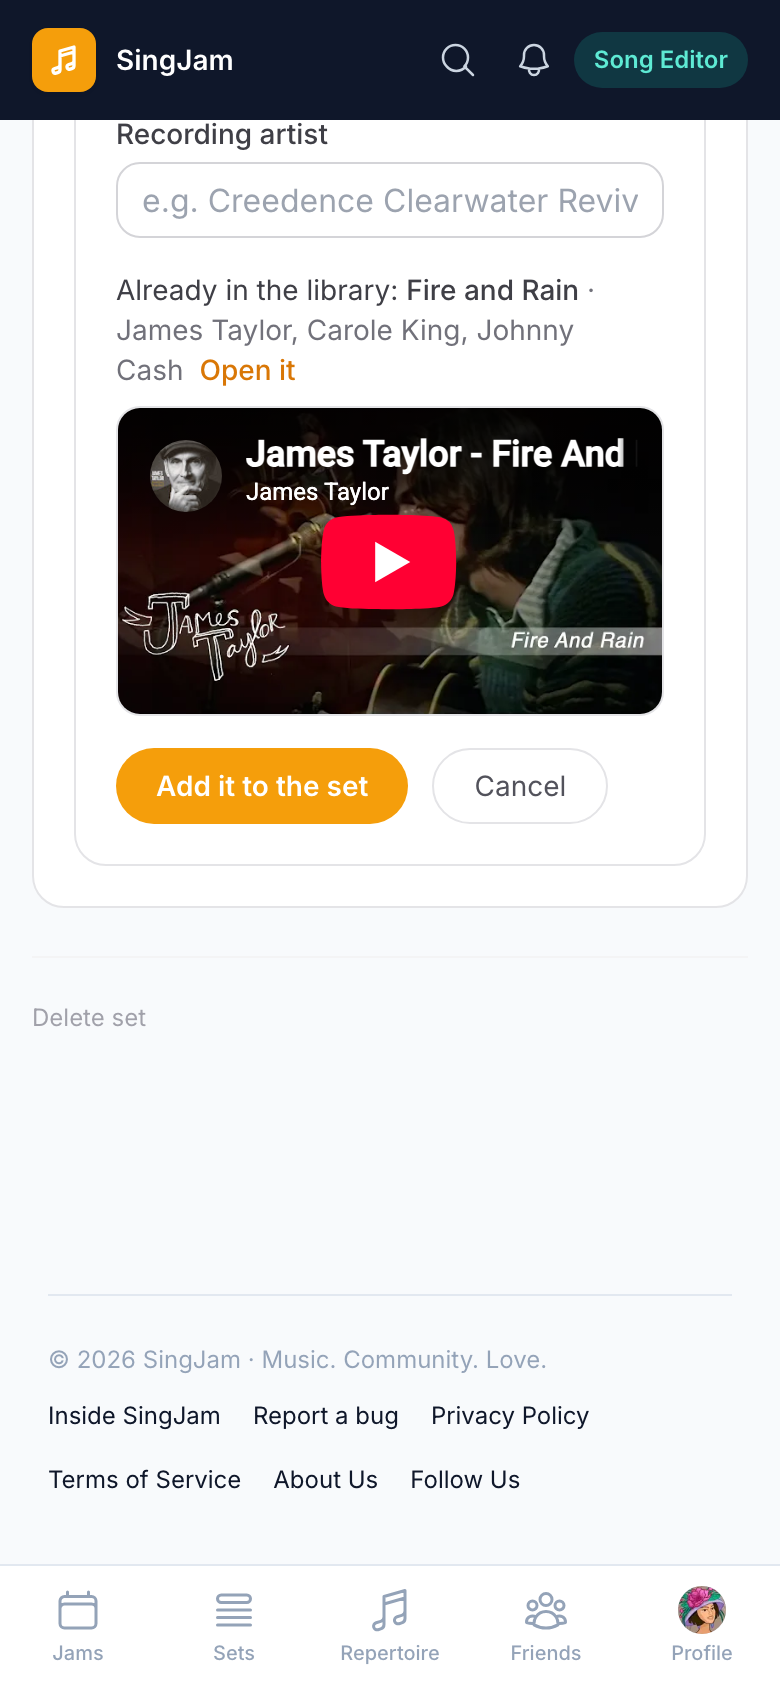 SingJam
Song Editor
Recording artist
e.g. Creedence Clearwater Reviv
Already in the library: Fire and Rain ·
James Taylor, Carole King, Johnny
Cash Open it
James Taylor - Fire And
James Taylor
James
Taylor
Fire And Rain
Add it to the set
Cancel
Delete set
© 2026 SingJam · Music. Community. Love.
Inside SingJam Report a bug Privacy Policy
Terms of Service About Us Follow Us
Jams Sets Repertoire Friends Profile